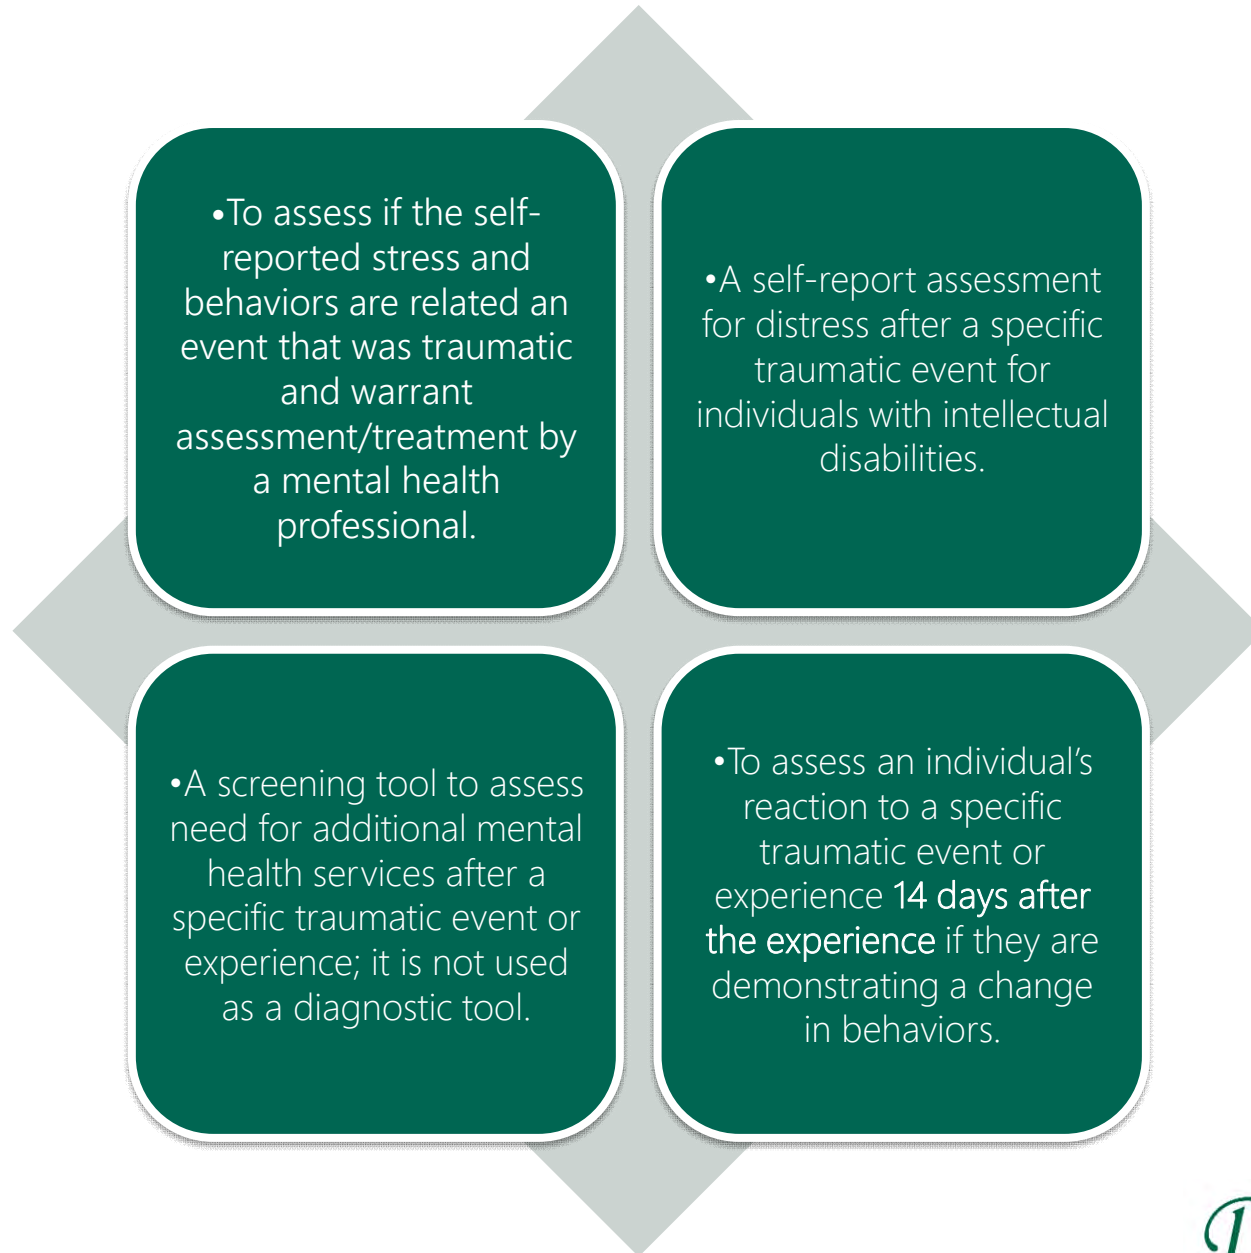 •To assess if the self-
reported stress and
behaviors are related an
event that was traumatic
and warrant
assessment/treatment by
a mental health
professional.
•A self-report assessment
for distress after a specific
traumatic event for
individuals with intellectual
disabilities.
•A screening tool to assess
need for additional mental
health services after a
specific traumatic event or
experience; it is not used
as a diagnostic tool.
•To assess an individual’s
reaction to a specific
traumatic event or
experience 14 days after
the experience if they are
demonstrating a change
in behaviors.